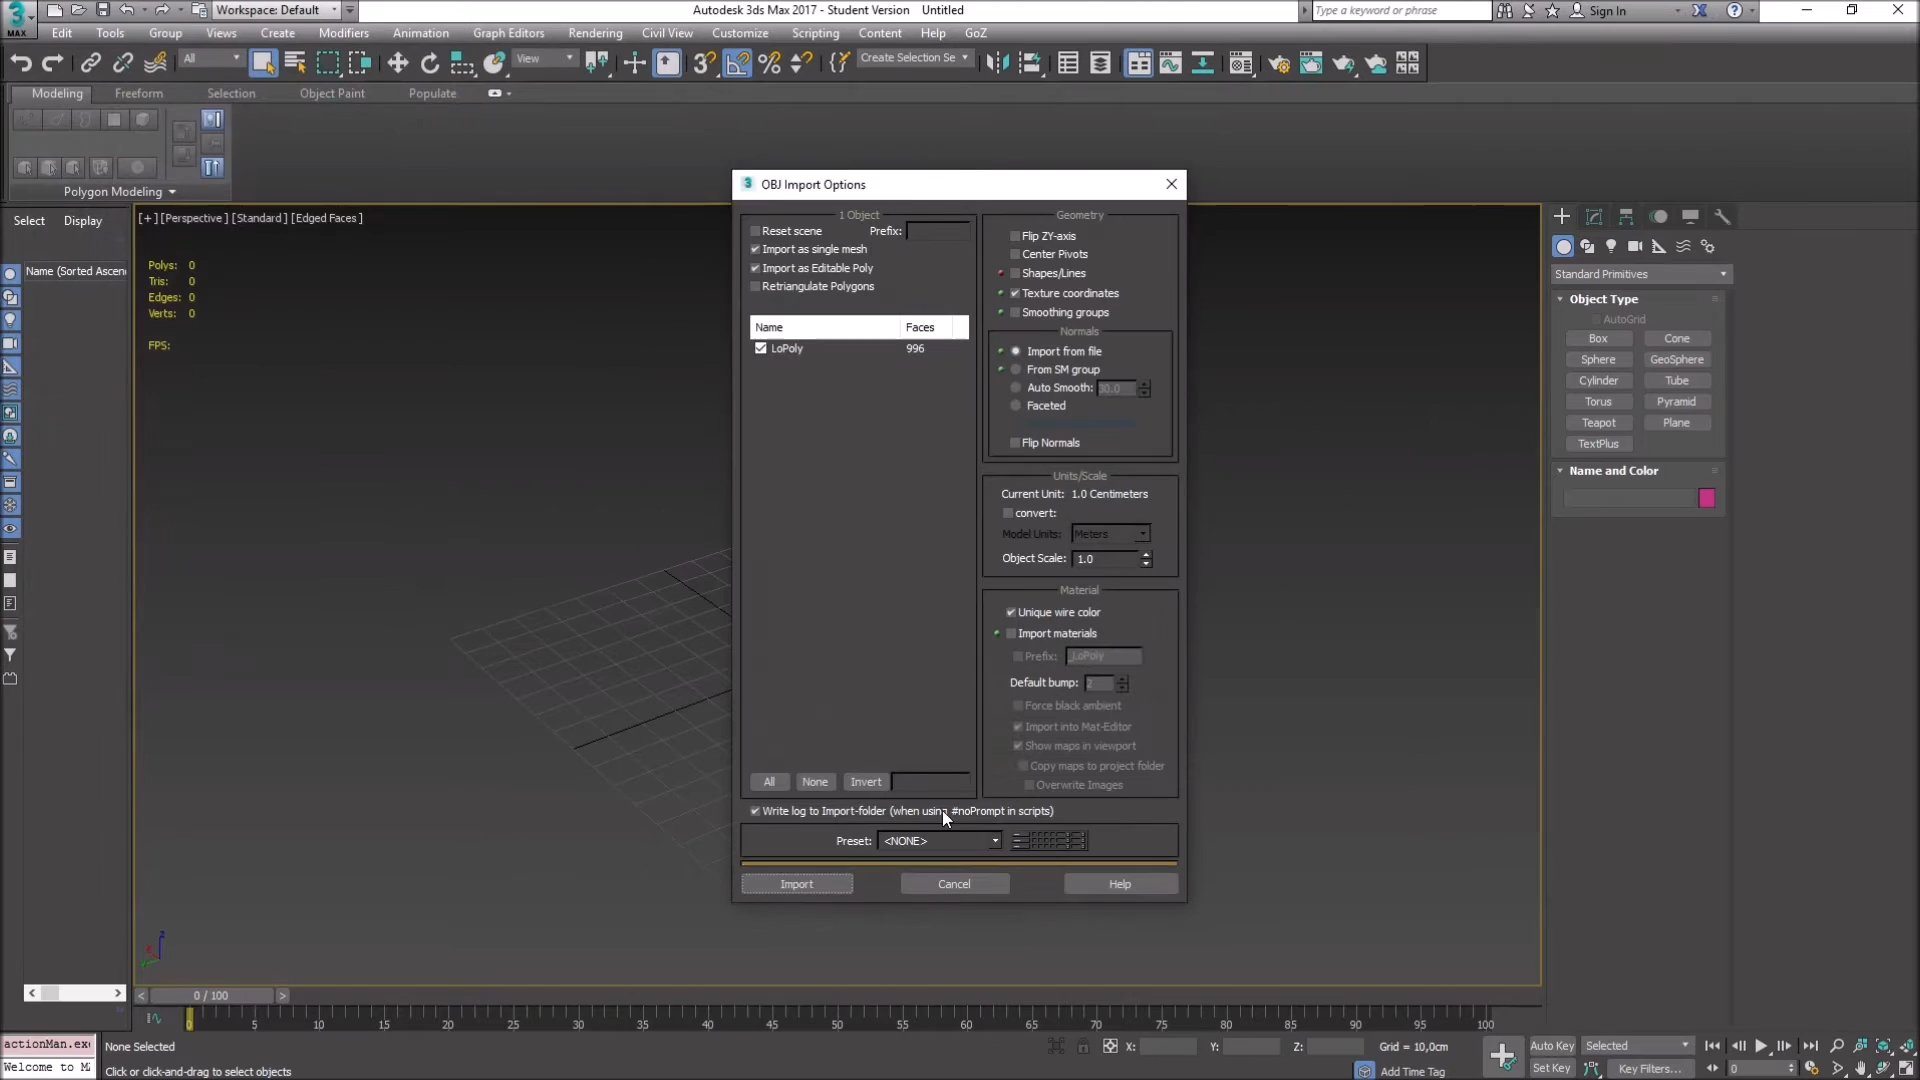 Workspace: Default
Autodesk 3ds Max 2017 - Student Version    Untitled
Type a keyword or phrase
Sign In
MAX
Edit Tools Group Views Create Modifiers Animation Graph Editors Rendering Civil View Customize Scripting Content Help GoZ
All
View
Create Selection Se
Modeling Freeform Selection Object Paint Populate
Polygon Modeling
Select Display
Name (Sorted Ascen
[+] [Perspective] [Standard] [Edged Faces]
Polys: 0
Tris: 0
Edges: 0
Verts: 0
FPS:
OBJ Import Options
1 Object
Reset scene Prefix:
Import as single mesh
Import as Editable Poly
Retriangulate Polygons
Name Faces
LoPoly 996
All None Invert
Geometry
Flip ZY-axis
Center Pivots
Shapes/Lines
Texture coordinates
Smoothing groups
Normals
Import from file
From SM group
Auto Smooth: 30.0
Faceted
Flip Normals
Units/Scale
Current Unit: 1.0 Centimeters
convert:
Model Units: Meters
Object Scale: 1.0
Material
Unique wire color
Import materials
Prefix: _LoPoly
Default bump:
Force black ambient
Import into Mat-Editor
Show maps in viewport
Copy maps to project folder
Overwrite Images
Write log to Import-folder (when using #noPrompt in scripts)
Preset: <NONE>
Import Cancel Help
Standard Primitives
Object Type
AutoGrid
Box Cone
Sphere GeoSphere
Cylinder Tube
Torus Pyramid
Teapot Plane
TextPlus
Name and Color
0 / 100
0 5 10 15 20 25 30 35 40 45 50 55 60 65 70 75 80 85 90 95 100
actionMan.ex
Welcome to M
None Selected
Click or click-and-drag to select objects
X: Y: Z: Grid = 10,0cm
Add Time Tag
Auto Key Selected
Set Key Key Filters...
0